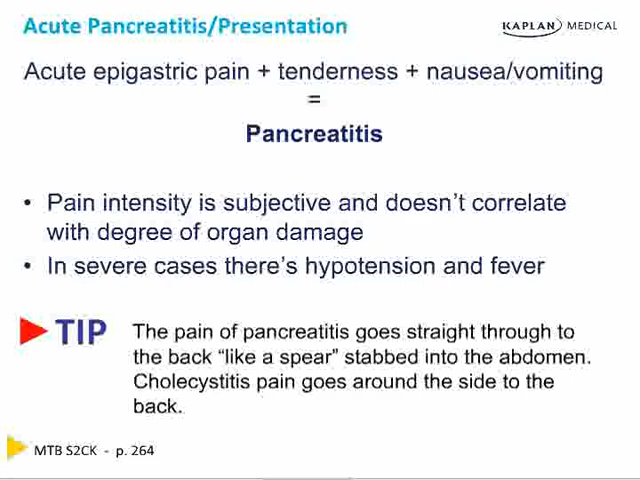 Acute Pancreatitis/Presentation
KAPLAN MEDICAL
Acute epigastric pain + tenderness + nausea/vomiting
=
Pancreatitis
• Pain intensity is subjective and doesn't correlate
with degree of organ damage
• In severe cases there's hypotension and fever
TIP
The pain of pancreatitis goes straight through to
the back “like a spear” stabbed into the abdomen.
Cholecystitis pain goes around the side to the
back.
MTB S2CK - p. 264